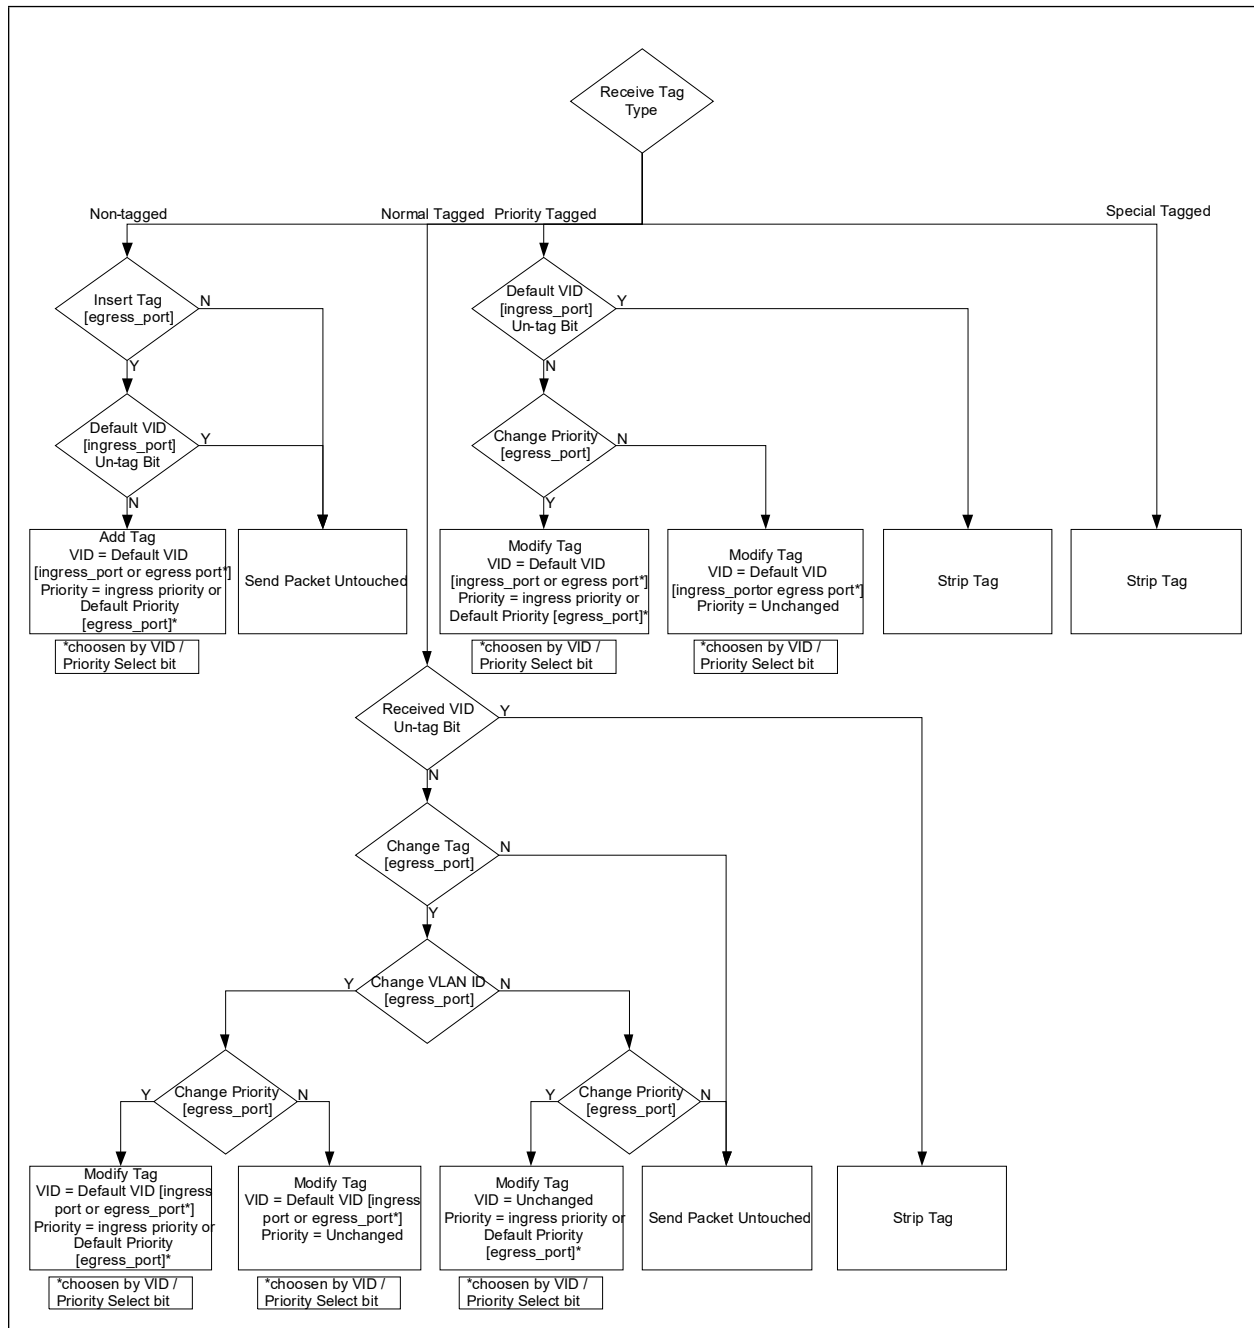 Receive Tag
Type
Non-tagged
Normal Tagged
Priority Tagged
Special Tagged
Insert Tag
[egress_port]
N
Y
Default VID
[ingress_port]
Un-tag Bit
Y
N
Default VID
[ingress_port]
Un-tag Bit
Y
N
Change Priority
[egress_port]
N
Y
Add Tag
VID = Default VID
[ingress_port or egress port*]
Priority = ingress priority or
Default Priority
[egress_port]*
*choosen by VID /
Priority Select bit
Send Packet Untouched
Modify Tag
VID = Default VID
[ingress_port or egress port*]
Priority = ingress priority or
Default Priority [egress_port]*
*choosen by VID /
Priority Select bit
Modify Tag
VID = Default VID
[ingress_portor egress port*]
Priority = Unchanged
*choosen by VID /
Priority Select bit
Strip Tag
Strip Tag
Received VID
Un-tag Bit
Y
N
Change Tag
[egress_port]
N
Y
Change VLAN ID
[egress_port]
Y
N
Change Priority
[egress_port]
Y
N
Change Priority
[egress_port]
Y
N
Modify Tag
VID = Default VID [ingress
port or egress_port*]
Priority = ingress priority or
Default Priority
[egress_port]*
*choosen by VID /
Priority Select bit
Modify Tag
VID = Default VID [ingress
port or egress_port*]
Priority = Unchanged
*choosen by VID /
Priority Select bit
Modify Tag
VID = Unchanged
Priority = ingress priority or
Default Priority
[egress_port]*
*choosen by VID /
Priority Select bit
Send Packet Untouched
Strip Tag